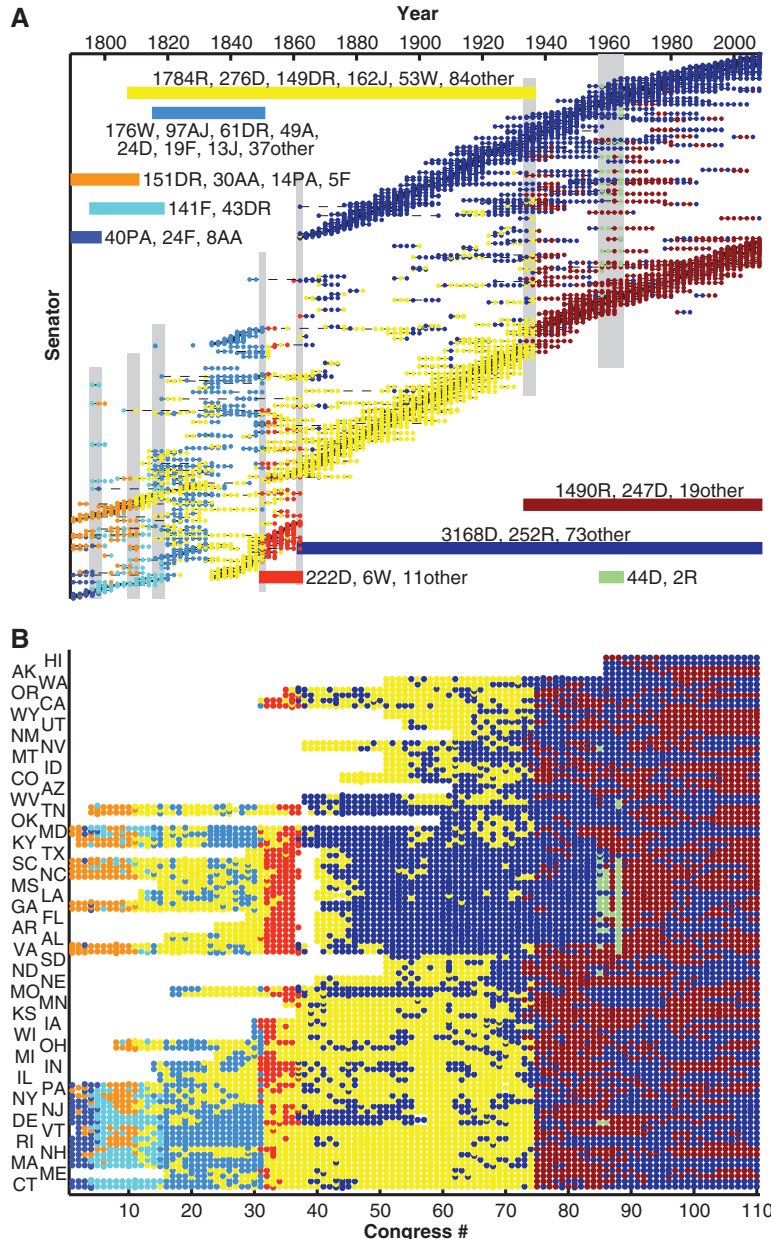 A
Year
1800 1820 1840 1860 1880 1900 1920 1940 1960 1980 2000
1784R, 276D, 149DR, 162J, 53W, 84other
176W, 97AJ, 61DR, 49A,
24D, 19F, 13J, 37other
151DR, 30AA, 14PA, 5F
141F, 43DR
40PA, 24F, 8AA
Senator
1490R, 247D, 19other
3168D, 252R, 73other
222D, 6W, 11other
44D, 2R
B
HI
AK
WA
OR
CA
WY
UT
NM
NV
MT
ID
CO
AZ
WV
TN
OK
MD
KY
TX
SC
NC
MS
LA
GA
FL
AR
AL
VA
SD
ND
NE
MO
MN
KS
IA
WI
OH
MI
IN
IL
PA
NY
NJ
DE
VT
RI
NH
MA
ME
CT
10 20 30 40 50 60 70 80 90 100 110
Congress #